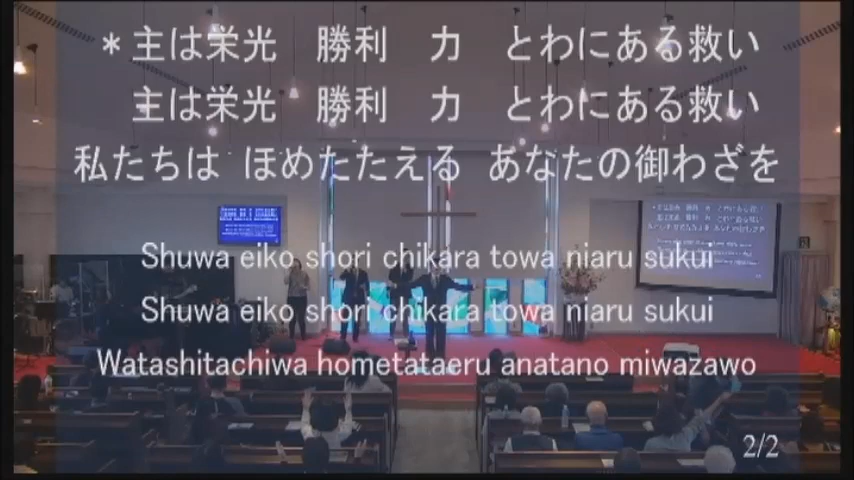 *主は栄光 勝利 力 とわにある救い
主は栄光 勝利 力 とわにある救い
私たちは ほめたたえる あなたの御わざを
Shuwa eiko shori chikara towa niaru sukui
Shuwa eiko shori chikara towa niaru sukui
Watashitachiwa hometataeru anatano miwazawo
2/2